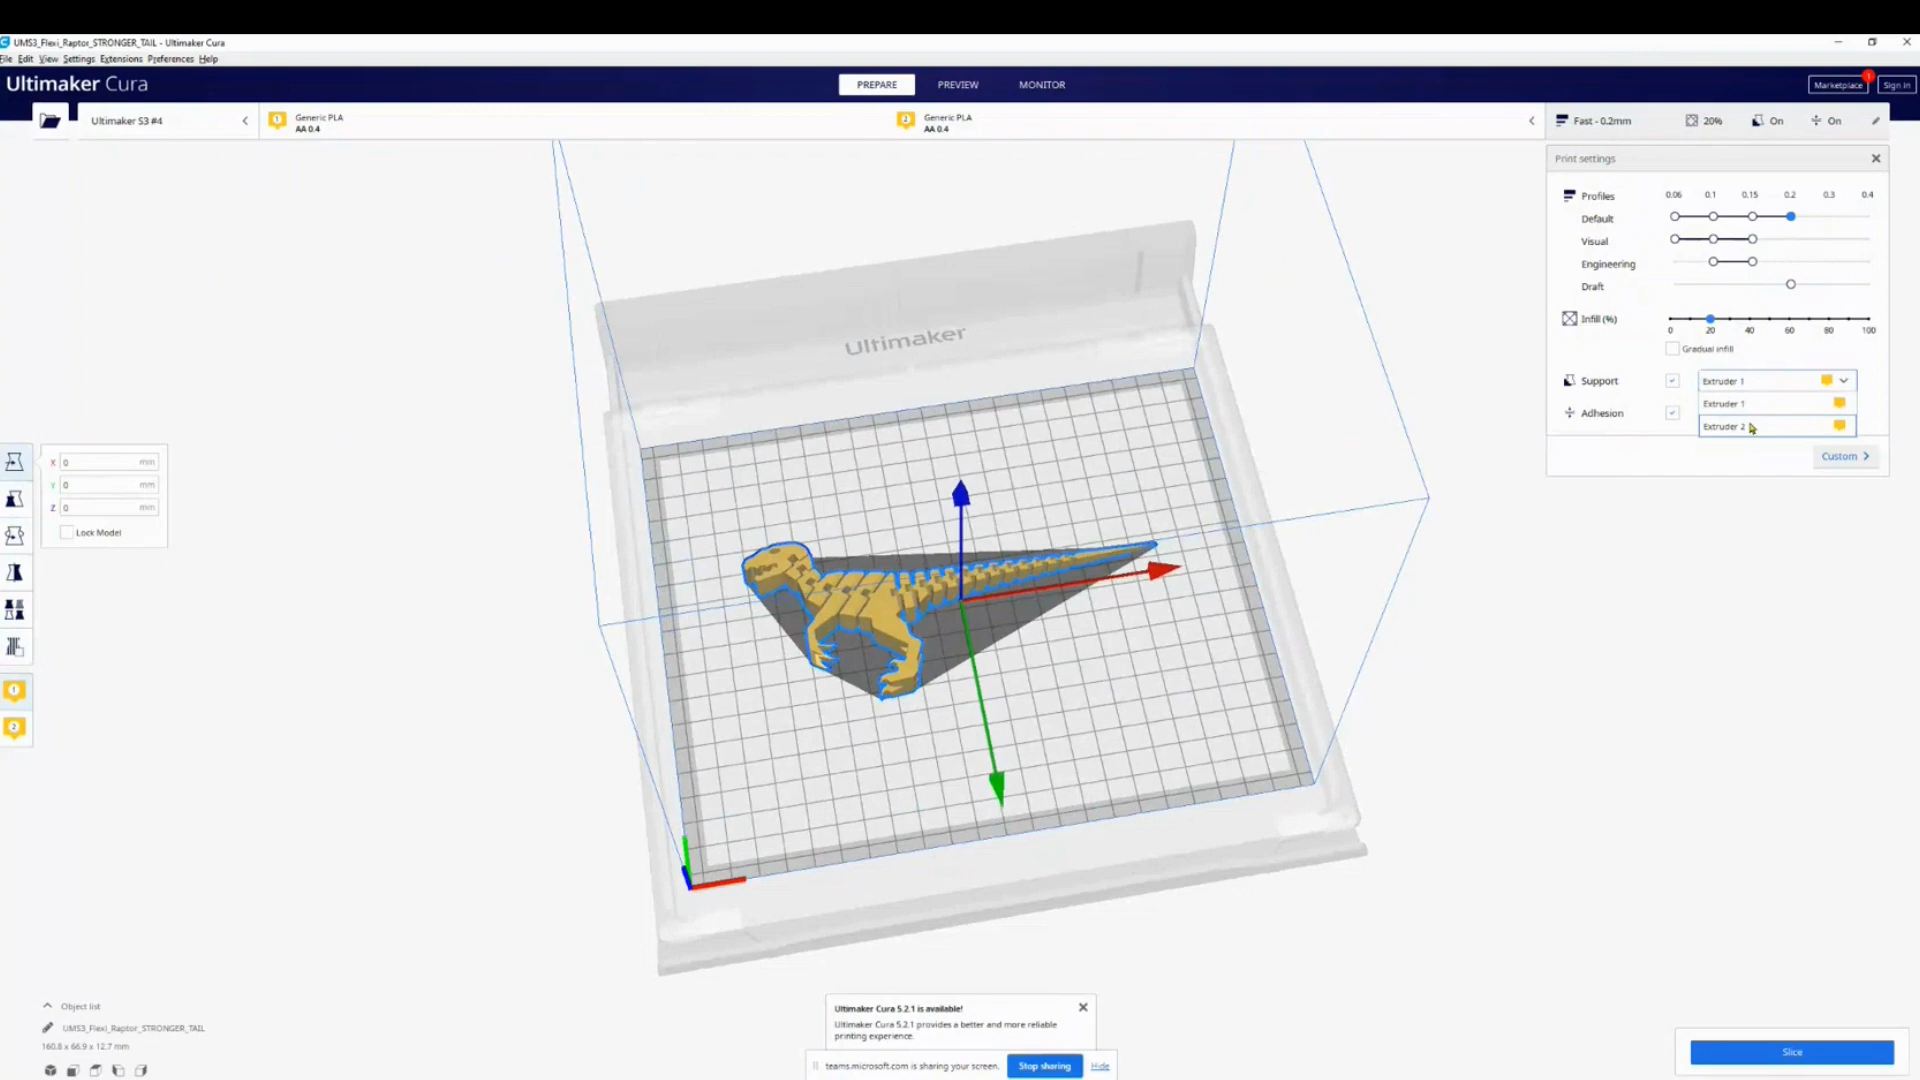 UMS3_Flexi_Raptor_STRONGER_TAIL - Ultimaker Cura
File Edit View Settings Extensions Preferences Help
Ultimaker Cura
PREPARE PREVIEW MONITOR
1
Marketplace Sign in
Ultimaker S3 #4
1 Generic PLA
AA 0.4
2 Generic PLA
AA 0.4
Fast - 0.2mm 20% On On
Print settings
Profiles 0.06 0.1 0.15 0.2 0.3 0.4
Default
Visual
Engineering
Draft
Infill (%)
0 20 40 60 80 100
Gradual infill
Support Extruder 1
Extruder 1
Adhesion
Extruder 2
Custom
Ultimaker
X 0 mm
Y 0 mm
Z 0 mm
Lock Model
1
2
Object list
UMS3_Flexi_Raptor_STRONGER_TAIL
160.8 x 66.9 x 12.7 mm
Ultimaker Cura 5.2.1 is available!
Ultimaker Cura 5.2.1 provides a better and more reliable
printing experience.
teams.microsoft.com is sharing your screen. Stop sharing Hide
Slice